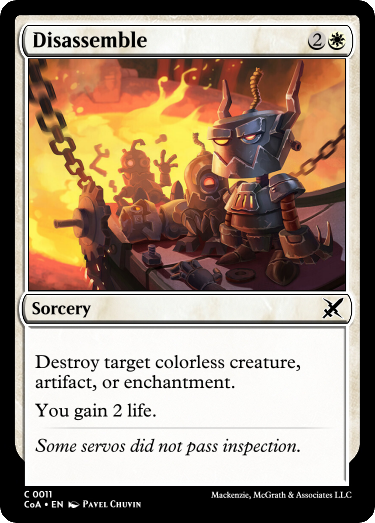 Disassemble 2
Sorcery
Destroy target colorless creature,
artifact, or enchantment.
You gain 2 life.
Some servos did not pass inspection.
C 0011
CoA • EN Pavel Chuvin
Mackenzie, McGrath & Associates LLC